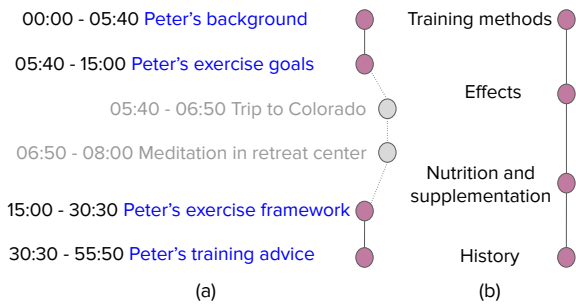 00:00 - 05:40 Peter’s background
05:40 - 15:00 Peter’s exercise goals
05:40 - 06:50 Trip to Colorado
06:50 - 08:00 Meditation in retreat center
15:00 - 30:30 Peter’s exercise framework
30:30 - 55:50 Peter’s training advice
(a)
Training methods
Effects
Nutrition and
supplementation
History
(b)